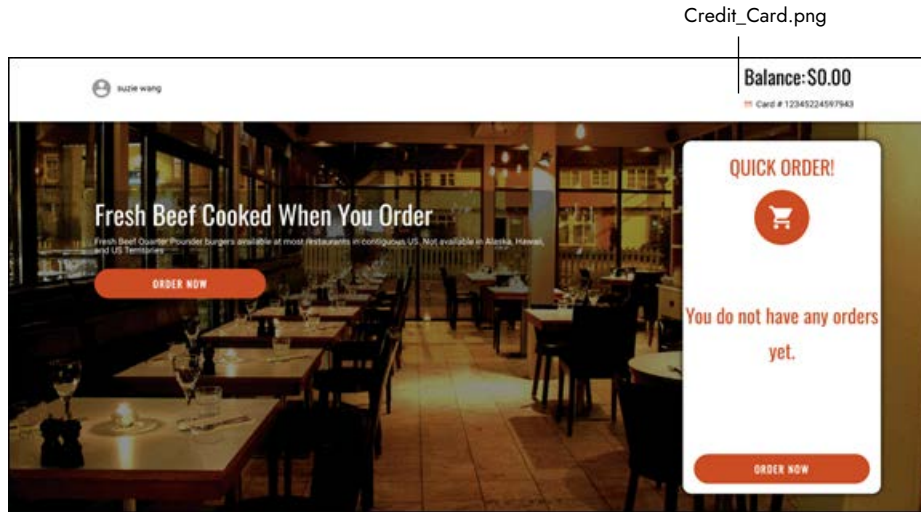 Credit_Card.png
suzie wang
Balance: $0.00
Card # 12345224597943
QUICK ORDER!
Fresh Beef Cooked When You Order
Fresh Beef Quarter Pounder burgers available at most restaurants in contiguous US. Not available in Alaska, Hawaii,
and US Territories
ORDER NOW
You do not have any orders
yet.
ORDER NOW